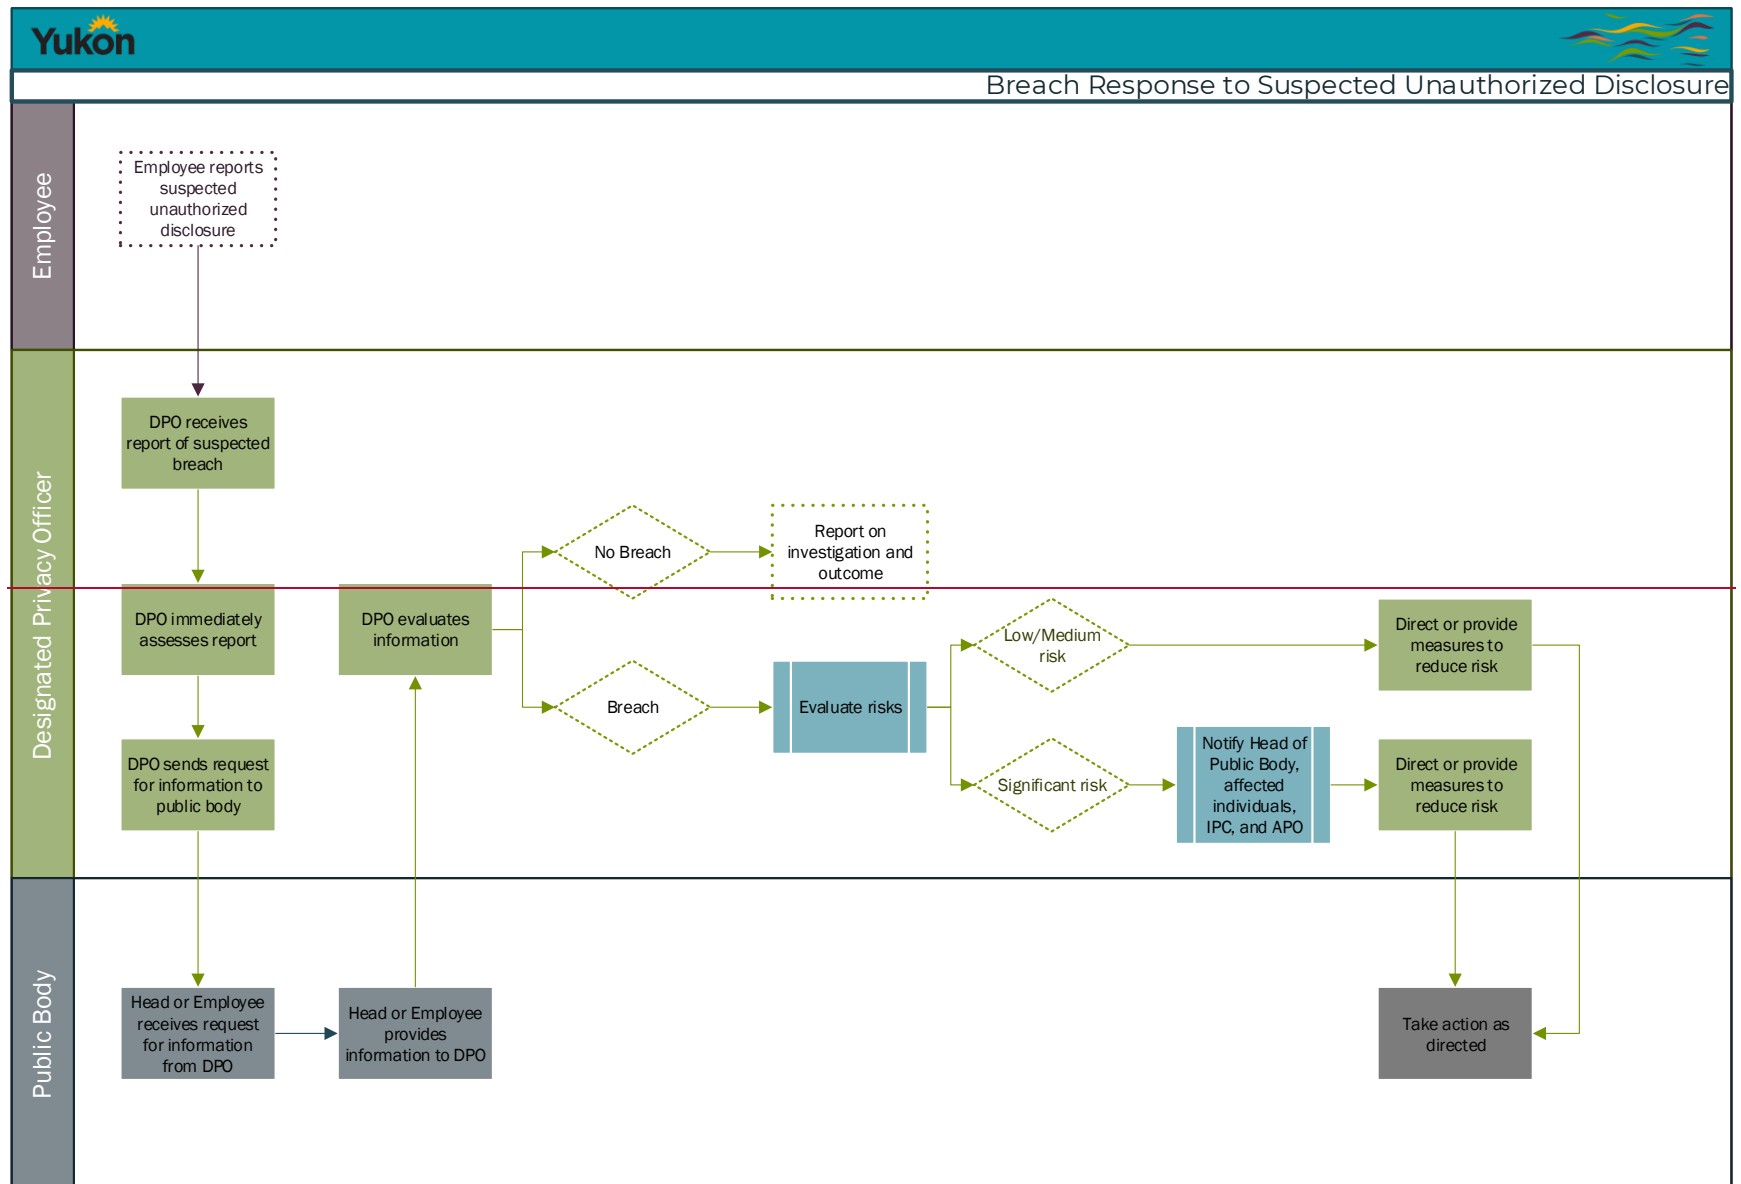 Yukon
Breach Response to Suspected Unauthorized Disclosure
Employee
Employee reports
suspected
unauthorized
disclosure
Designated Privacy Officer
DPO receives
report of suspected
breach
DPO immediately
assesses report
DPO sends request
for information to
public body
DPO evaluates
information
No Breach
Report on
investigation and
outcome
Breach
Evaluate risks
Low/Medium
risk
Direct or provide
measures to
reduce risk
Significant risk
Notify Head of
Public Body,
affected
individuals,
IPC, and APO
Direct or provide
measures to
reduce risk
Public Body
Head or Employee
receives request
for information
from DPO
Head or Employee
provides
information to DPO
Take action as
directed